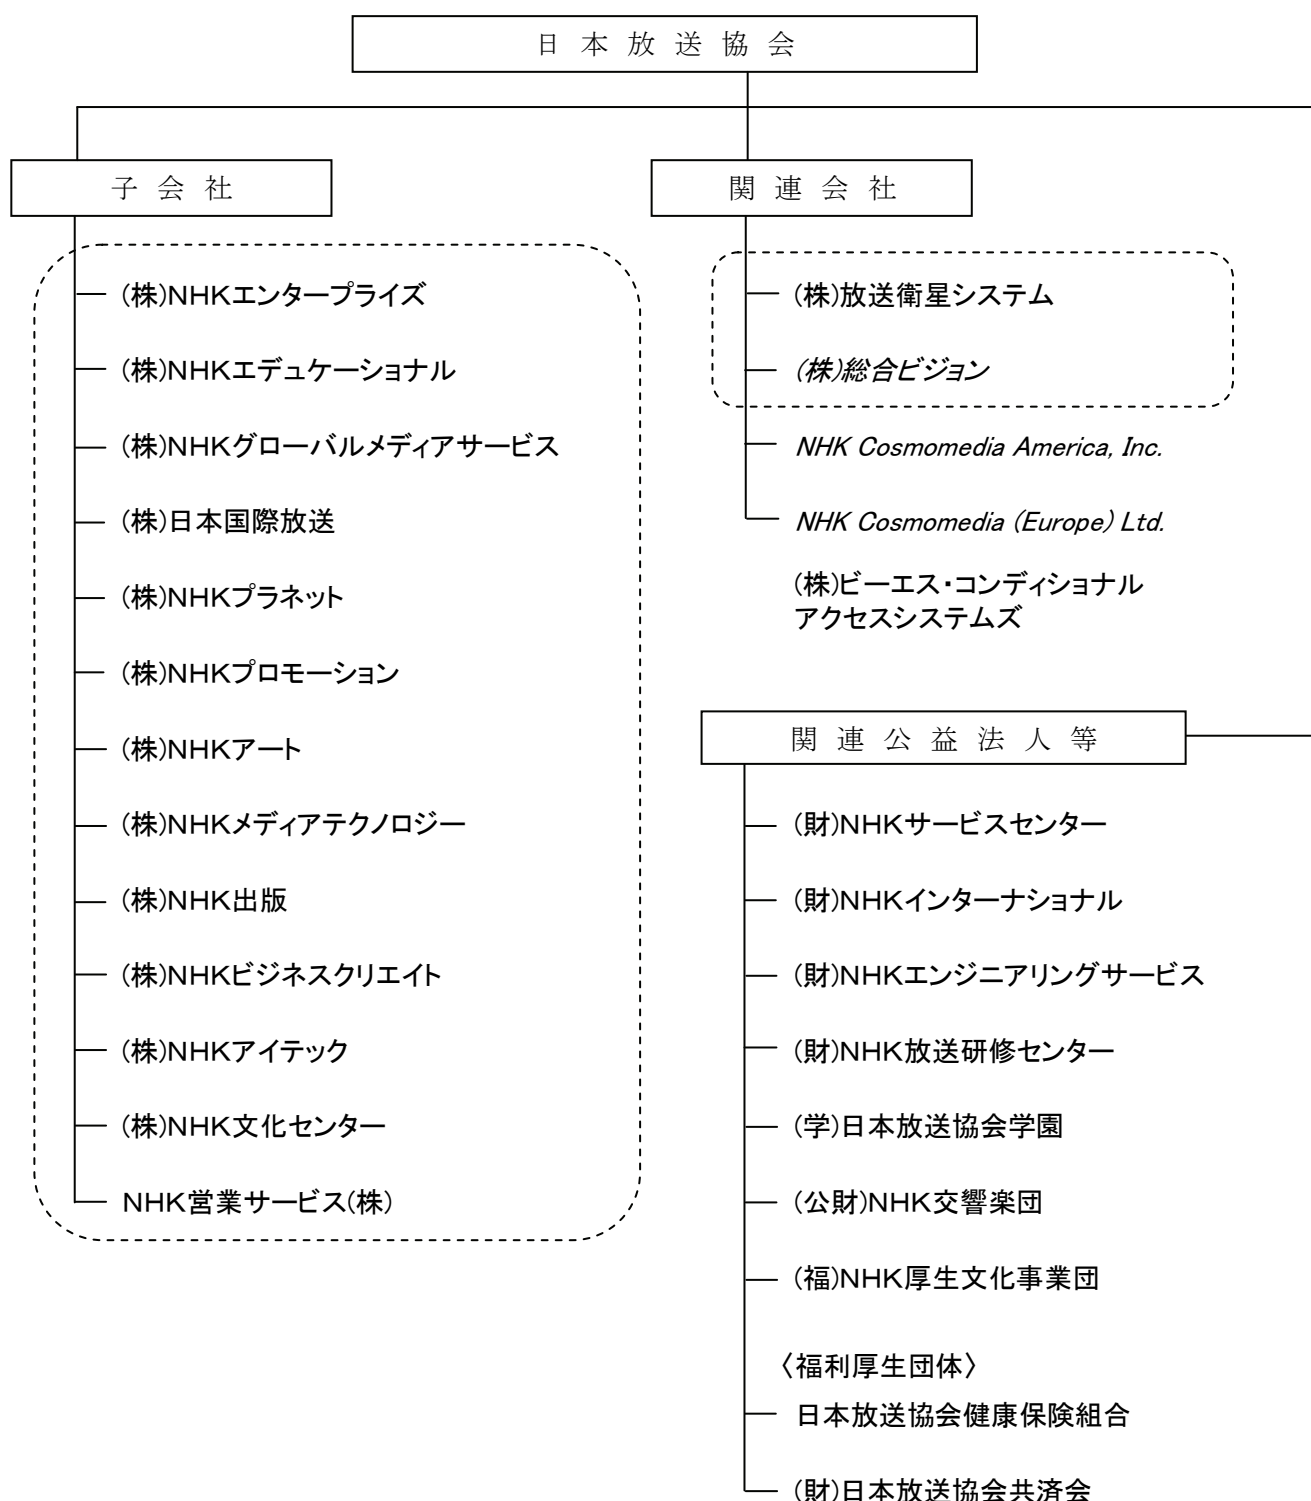 日本放送協会
子会社
(株)NHKエンタープライズ
(株)NHKエデュケーショナル
(株)NHKグローバルメディアサービス
(株)日本国際放送
(株)NHKプラネット
(株)NHKプロモーション
(株)NHKアート
(株)NHKメディアテクノロジー
(株)NHK出版
(株)NHKビジネスクリエイト
(株)NHKアイテック
(株)NHK文化センター
NHK営業サービス(株)
関連会社
(株)放送衛星システム
(株)総合ビジョン
NHK Cosmomedia America, Inc.
NHK Cosmomedia (Europe) Ltd.
(株)ビーエス・コンディショナル
アクセスシステムズ
関連公益法人等
(財)NHKサービスセンター
(財)NHKインターナショナル
(財)NHKエンジニアリングサービス
(財)NHK放送研修センター
(学)日本放送協会学園
(公財)NHK交響楽団
(福)NHK厚生文化事業団
〈福利厚生団体〉
日本放送協会健康保険組合
(財)日本放送協会共済会